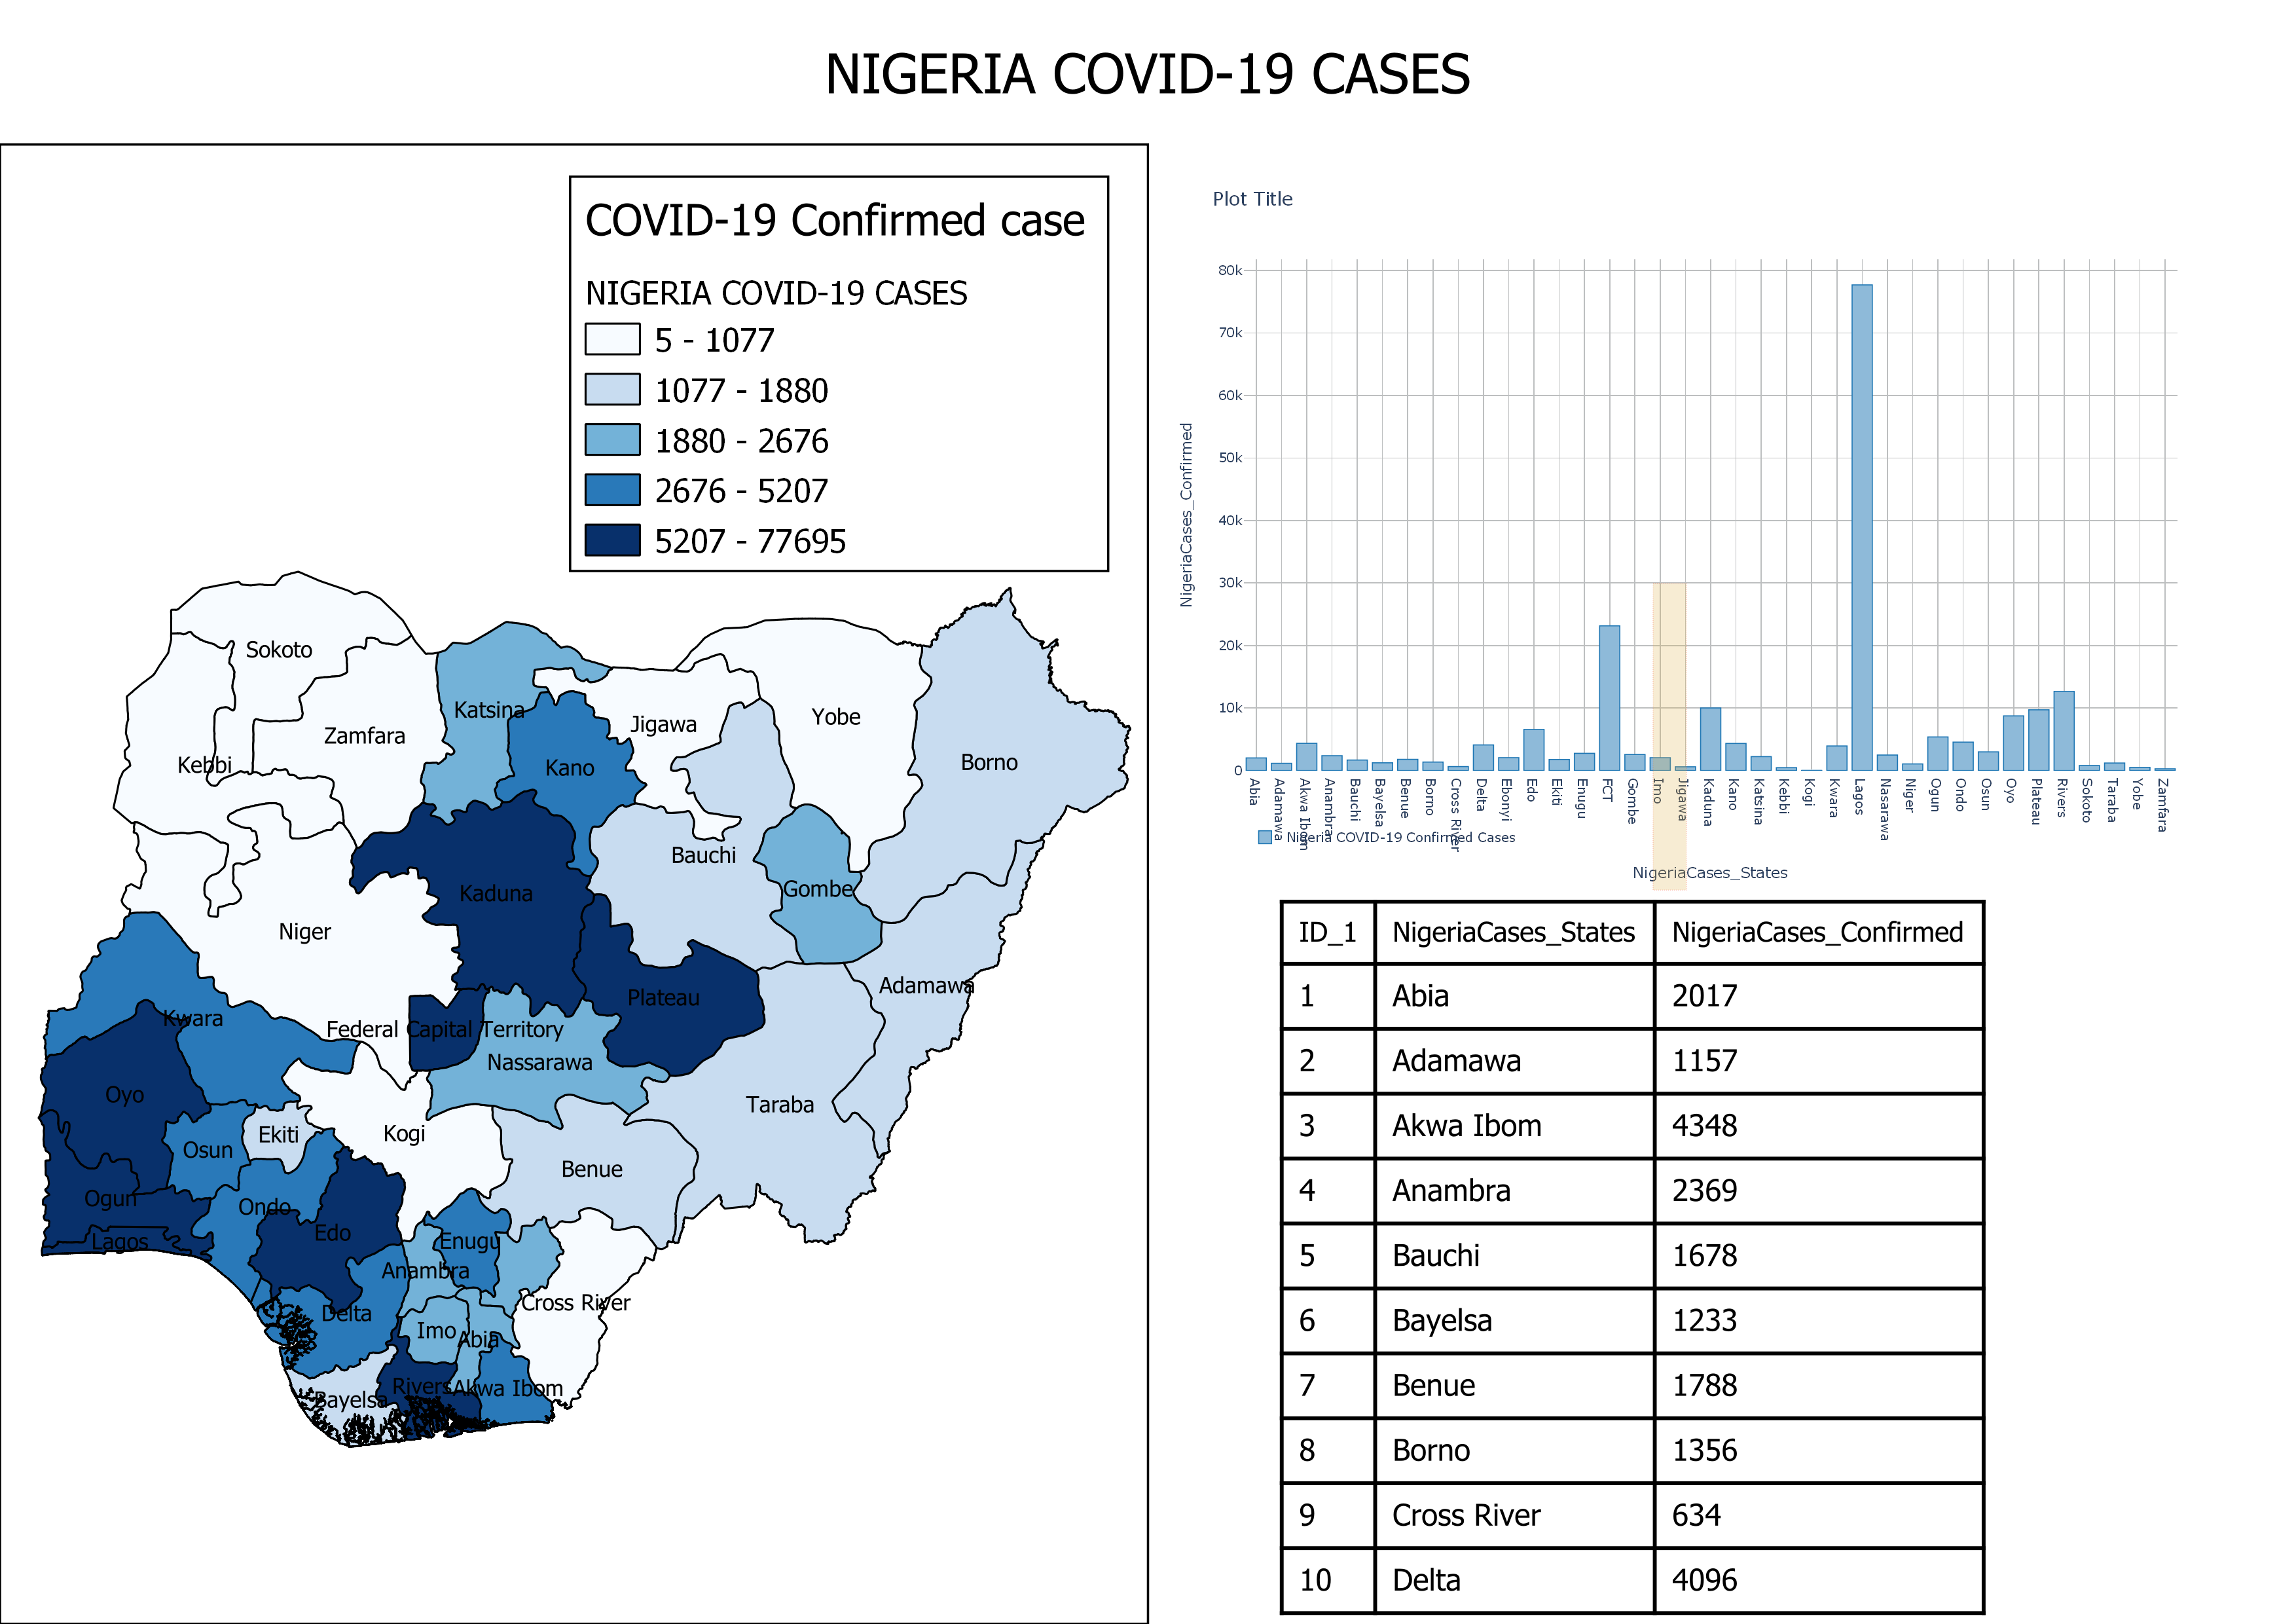 NIGERIA COVID-19 CASES
COVID-19 Confirmed case
NIGERIA COVID-19 CASES
5 - 1077
1077 - 1880
1880 - 2676
2676 - 5207
5207 - 77695
Sokoto
Katsina
Jigawa
Yobe
Zamfara
Kebbi
Kano
Borno
Bauchi
Gombe
Kaduna
Niger
Adamawa
Plateau
Kwara
Federal Capital Territory
Nassarawa
Oyo
Taraba
Ekiti
Kogi
Osun
Benue
Ogun
Ondo
Edo
Lagos
Enugu
Anambra
Cross River
Delta
Imo
Abia
Rivers
Akwa Ibom
Bayelsa
Plot Title
NigeriaCases_Confirmed
80k
70k
60k
50k
40k
30k
20k
10k
0
Abia
Adamawa
Akwa Ibom
Anambra
Bauchi
Bayelsa
Benue
Borno
Cross River
Delta
Ebonyi
Edo
Ekiti
Enugu
FCT
Gombe
Imo
Jigawa
Kaduna
Kano
Katsina
Kebbi
Kogi
Kwara
Lagos
Nasarawa
Niger
Ogun
Ondo
Osun
Oyo
Plateau
Rivers
Sokoto
Taraba
Yobe
Zamfara
Nigeria COVID-19 Confirmed Cases
NigeriaCases_States
ID_1 NigeriaCases_States NigeriaCases_Confirmed
1 Abia 2017
2 Adamawa 1157
3 Akwa Ibom 4348
4 Anambra 2369
5 Bauchi 1678
6 Bayelsa 1233
7 Benue 1788
8 Borno 1356
9 Cross River 634
10 Delta 4096